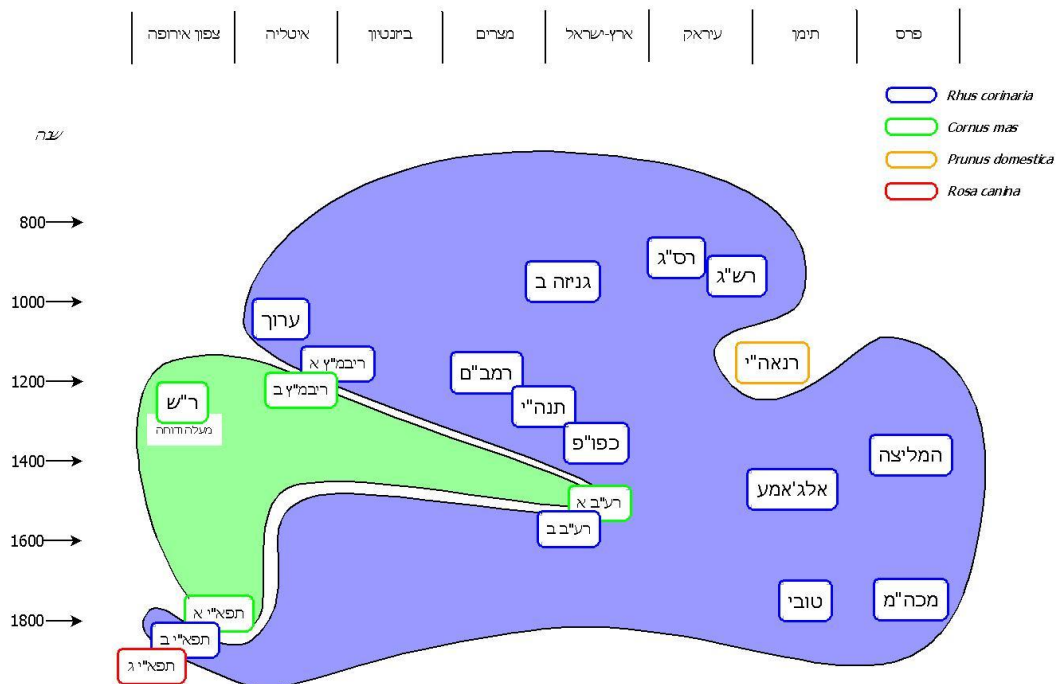 צפון אירופה
איטליה
ביזנטיון
מצרים
ארץ-ישראל
עיראק
תימן
פרס
Rhus corinaria
Cornus mas
Prunus domestica
Rosa canina
שנה
800
1000
1200
1400
1600
1800
רס"ג
רש"ג
גניזה ב
ערוך
ריבמ"ץ א
ריבמ"ץ ב
רמב"ם
רנאה"י
ר"ש
מעלה ודוחה
תנה"י
כפו"פ
המליצה
אלג'אמע
רע"ב א
רע"ב ב
טובי
מכה"מ
תפא"י א
תפא"י ב
תפא"י ג